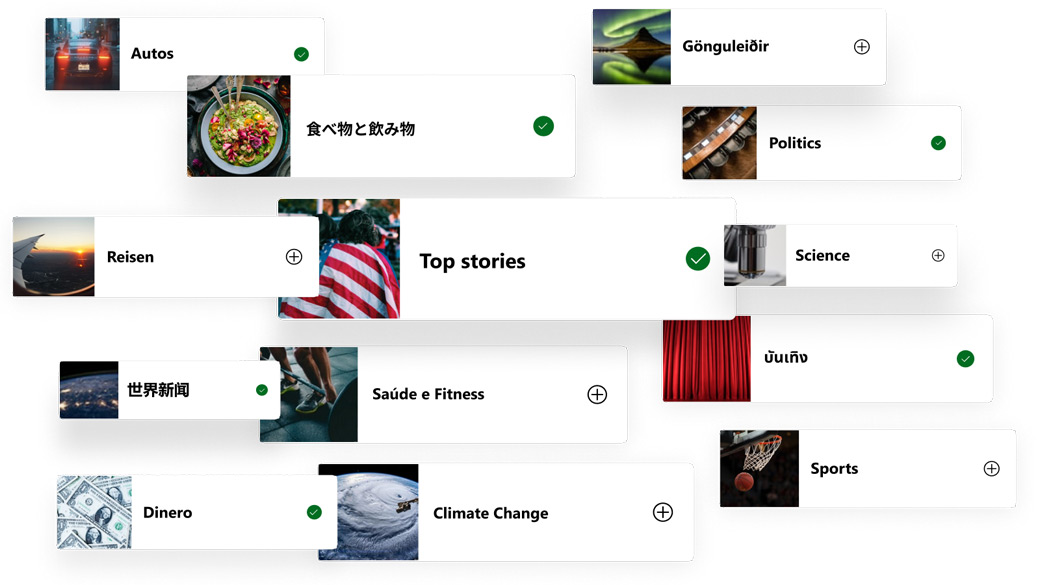 Autos
Gönguleiðir
食べ物と飲み物
Politics
Reisen
Top stories
Science
บันเทิง
世界新闻
Saúde e Fitness
Sports
Dinero
Climate Change